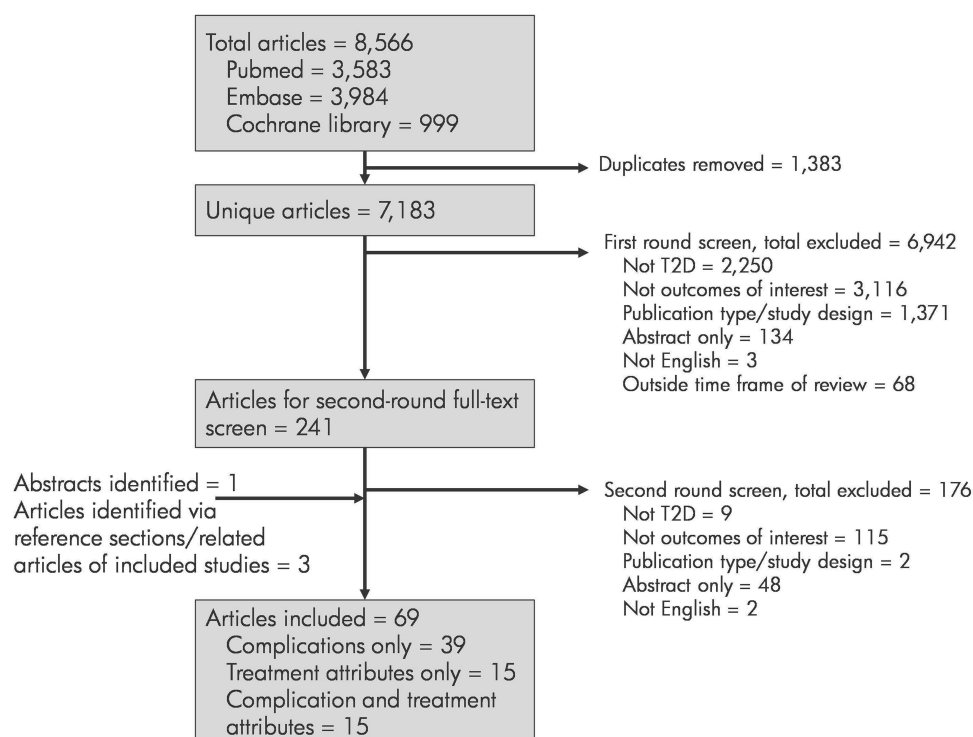 Total articles = 8,566
Pubmed = 3,583
Embase = 3,984
Cochrane library = 999
Duplicates removed = 1,383
Unique articles = 7,183
First round screen, total excluded = 6,942
Not T2D = 2,250
Not outcomes of interest = 3,116
Publication type/study design = 1,371
Abstract only = 134
Not English = 3
Outside time frame of review = 68
Articles for second-round full-text
screen = 241
Abstracts identified = 1
Articles identified via
reference sections/related
articles of included studies = 3
Second round screen, total excluded = 176
Not T2D = 9
Not outcomes of interest = 115
Publication type/study design = 2
Abstract only = 48
Not English = 2
Articles included = 69
Complications only = 39
Treatment attributes only = 15
Complication and treatment
attributes = 15